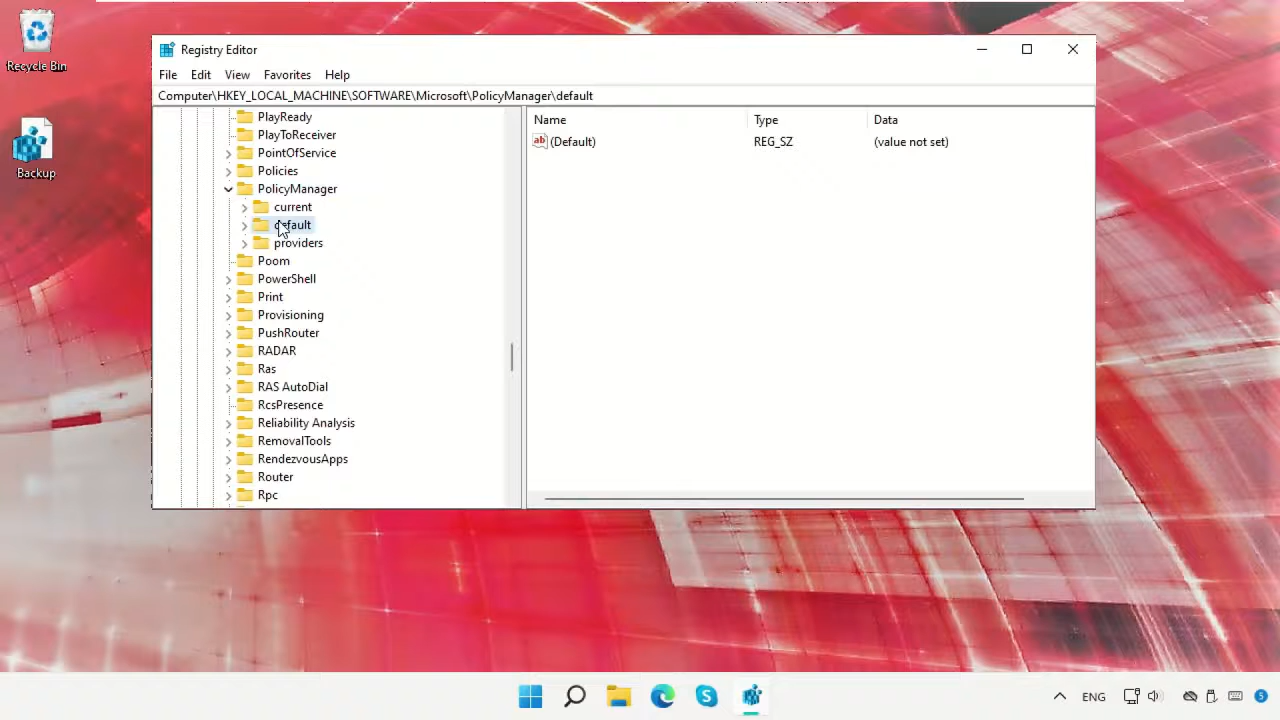 Recycle Bin
Backup
Registry Editor
File Edit View Favorites Help
Computer\HKEY_LOCAL_MACHINE\SOFTWARE\Microsoft\PolicyManager\default
PlayReady
PlayToReceiver
PointOfService
Policies
PolicyManager
current
default
providers
Poom
PowerShell
Print
Provisioning
PushRouter
RADAR
Ras
RAS AutoDial
RcsPresence
Reliability Analysis
RemovalTools
RendezvousApps
Router
Rpc
Name Type Data
ab (Default) REG_SZ (value not set)
S
ENG
5